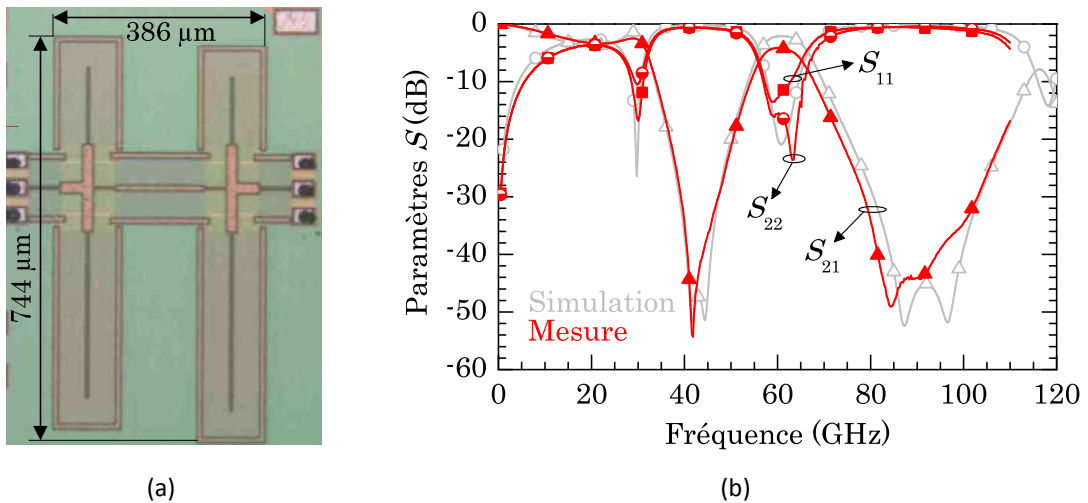 386 µm
744 µm
(a)
Paramètres S (dB)
0
-10
-20
-30
-40
-50
-60
S11
S22
S21
Simulation
Mesure
0 20 40 60 80 100 120
Fréquence (GHz)
(b)